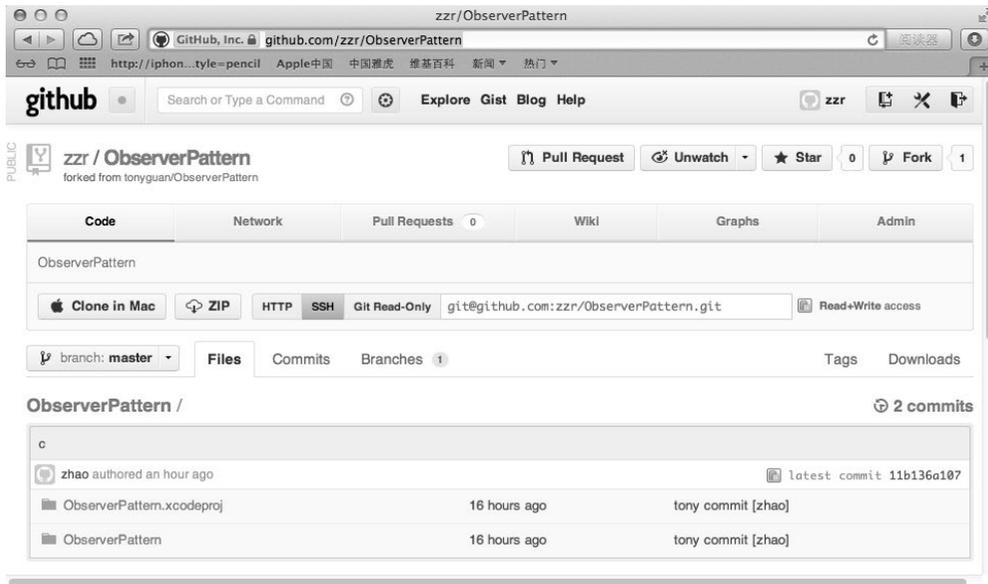 zzr/ObserverPattern
GitHub, Inc. github.com/zzr/ObserverPattern 阅读器
http://iphon...tyle=pencil Apple中国 中国雅虎 维基百科 新闻 热门
github Search or Type a Command Explore Gist Blog Help zzr
PUBLIC
zzr / ObserverPattern Pull Request Unwatch Star 0 Fork 1
forked from tonyguan/ObserverPattern
Code Network Pull Requests 0 Wiki Graphs Admin
ObserverPattern
Clone in Mac ZIP HTTP SSH Git Read-Only git@github.com:zzr/ObserverPattern.git Read+Write access
branch: master Files Commits Branches 1 Tags Downloads
ObserverPattern / 2 commits
c
zhao authored an hour ago latest commit 11b136a107
ObserverPattern.xcodeproj 16 hours ago tony commit [zhao]
ObserverPattern 16 hours ago tony commit [zhao]